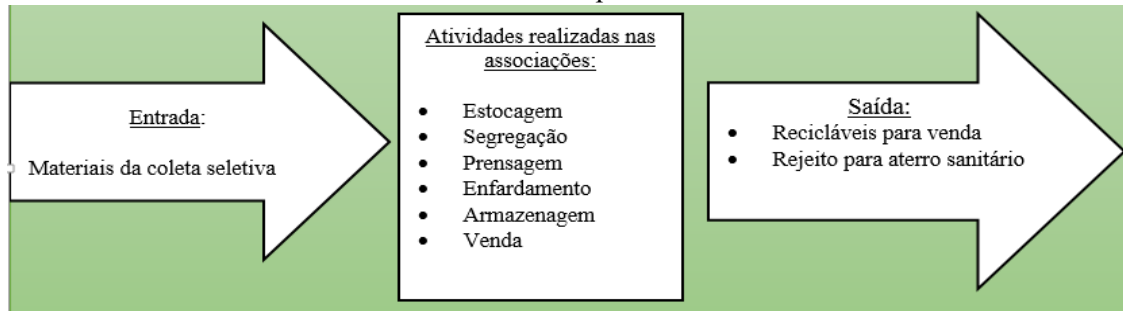 Entrada:
Materiais da coleta seletiva
Atividades realizadas nas
associações:
• Estocagem
• Segregação
• Prensagem
• Enfardamento
• Armazenagem
• Venda
Saída:
• Recicláveis para venda
• Rejeito para aterro sanitário